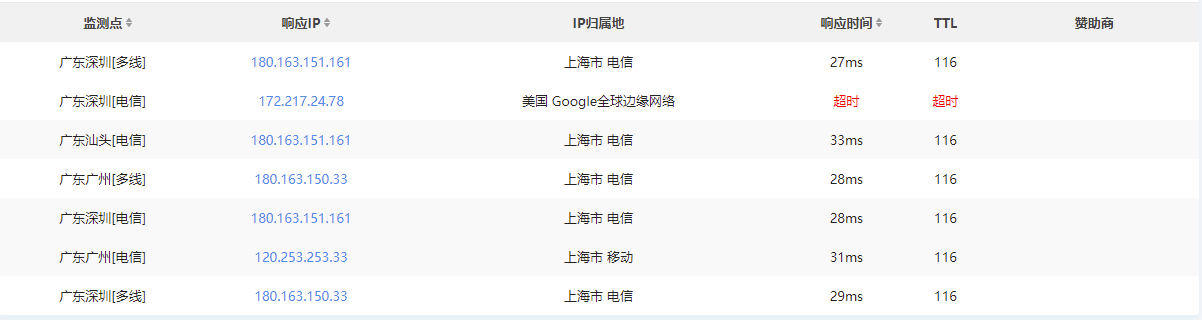 监测点 响应IP IP归属地 响应时间 TTL 赞助商
广东深圳[多线] 180.163.151.161 上海市 电信 27ms 116
广东深圳[电信] 172.217.24.78 美国 Google全球边缘网络 超时 超时
广东汕头[电信] 180.163.151.161 上海市 电信 33ms 116
广东广州[多线] 180.163.150.33 上海市 电信 28ms 116
广东深圳[电信] 180.163.151.161 上海市 电信 28ms 116
广东广州[电信] 120.253.253.33 上海市 移动 31ms 116
广东深圳[多线] 180.163.150.33 上海市 电信 29ms 116